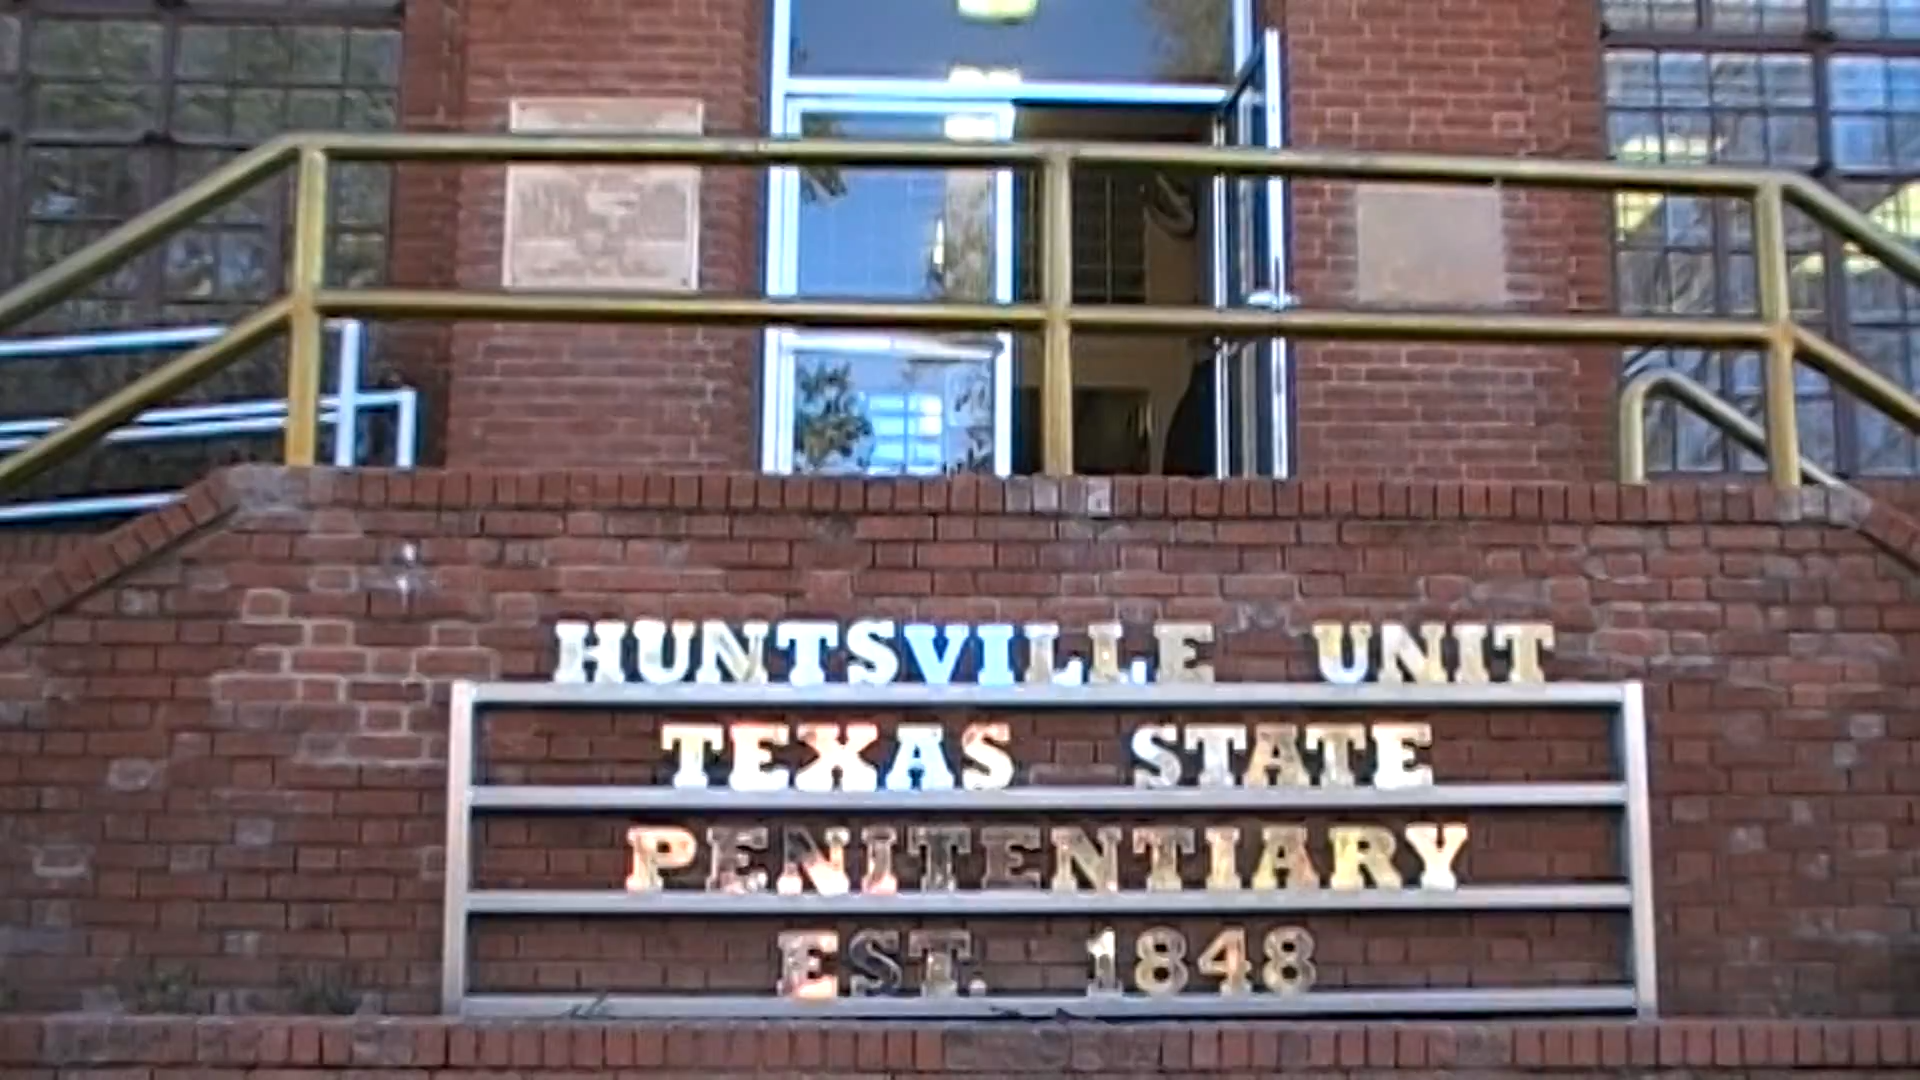 HUNTSVILLE UNIT
TEXAS STATE
PENITENTIARY
EST. 1848